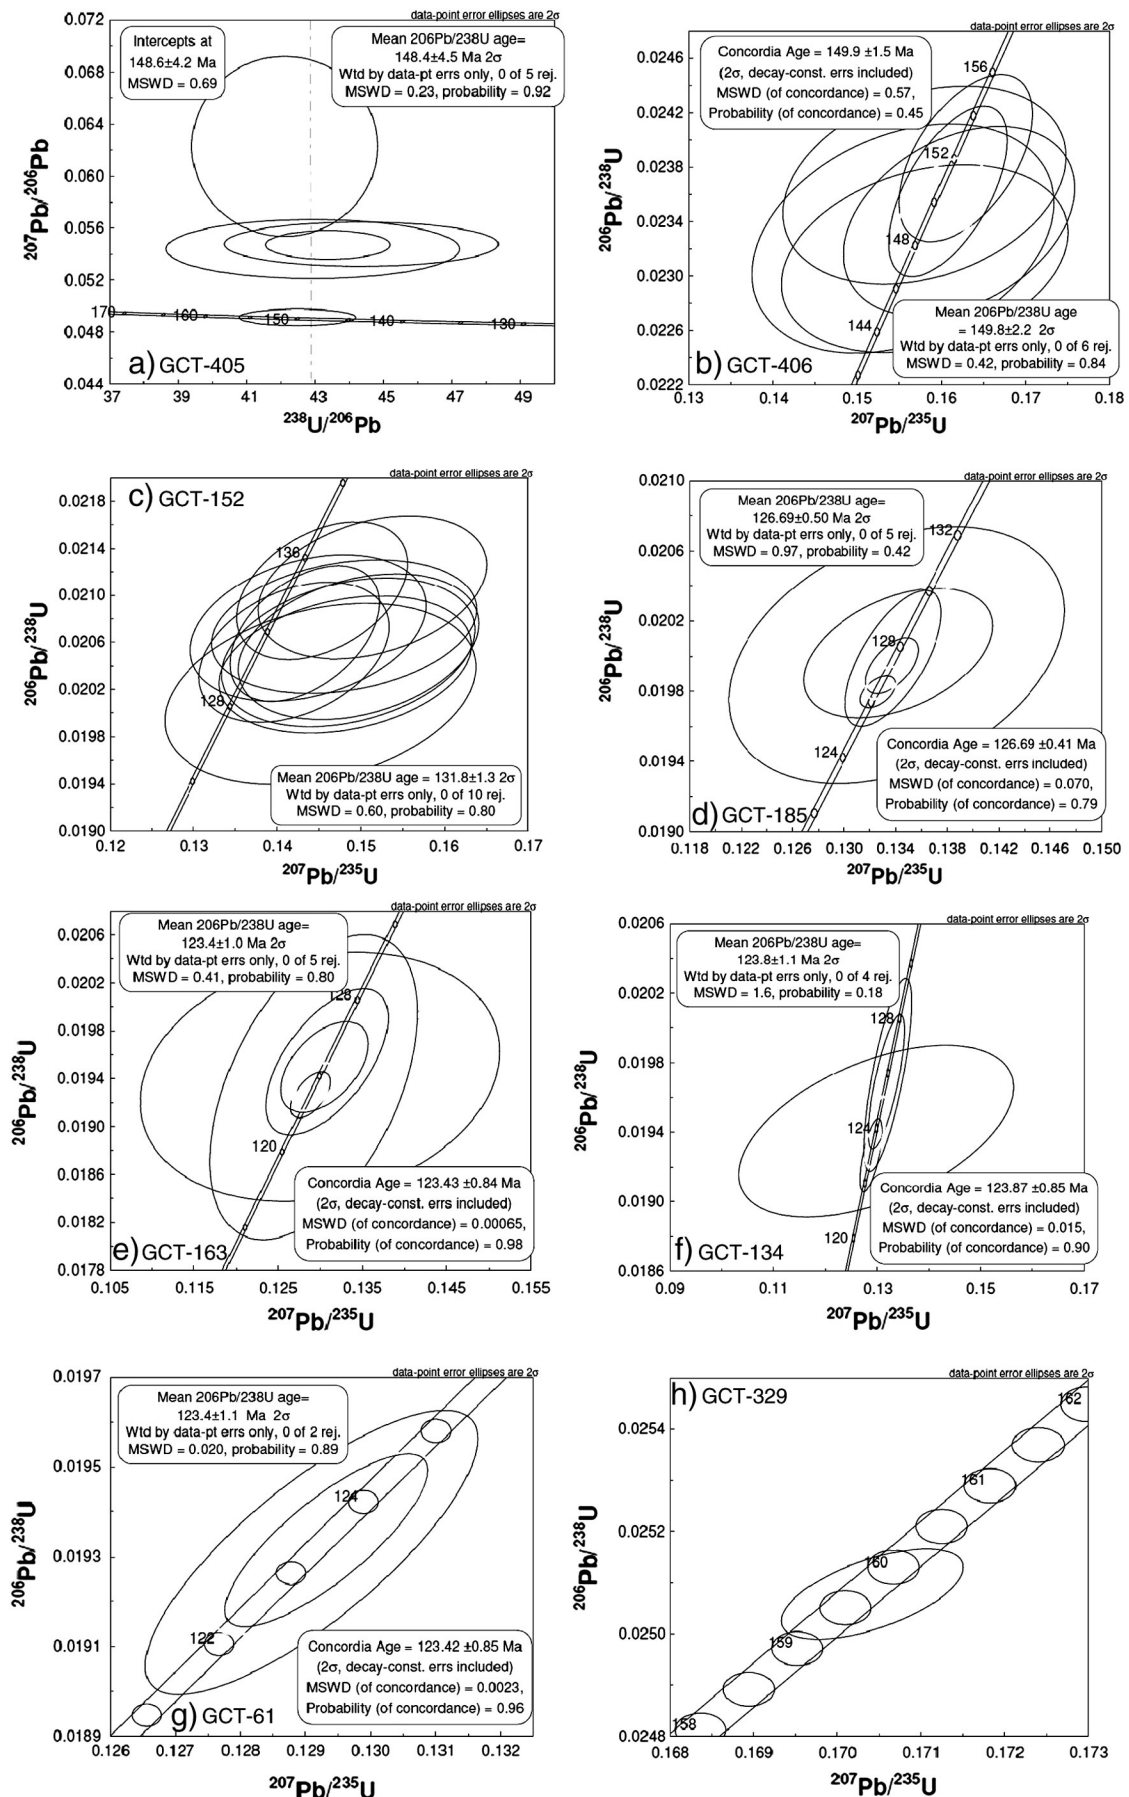 data-point error ellipses are 2σ
Intercepts at
148.6±4.2 Ma
MSWD = 0.69
Mean 206Pb/238U age=
148.4±4.5 Ma 2σ
Wtd by data-pt errs only, 0 of 5 rej.
MSWD = 0.23, probability = 0.92
0.072
0.068
0.064
0.060
0.056
0.052
0.048
0.044
207Pb/206Pb
170
160
150
140
130
a) GCT-405
37 39 41 43 45 47 49
238U/206Pb
data-point error ellipses are 2σ
Concordia Age = 149.9 ±1.5 Ma
(2σ, decay-const. errs included)
MSWD (of concordance) = 0.57,
Probability (of concordance) = 0.45
0.0246
0.0242
0.0238
0.0234
0.0230
0.0226
0.0222
206Pb/238U
156
152
148
144
Mean 206Pb/238U age
= 149.8±2.2 2σ
Wtd by data-pt errs only, 0 of 6 rej.
MSWD = 0.42, probability = 0.84
b) GCT-406
0.13 0.14 0.15 0.16 0.17 0.18
207Pb/235U
data-point error ellipses are 2σ
c) GCT-152
0.0218
0.0214
0.0210
0.0206
0.0202
0.0198
0.0194
0.0190
206Pb/238U
136
128
Mean 206Pb/238U age = 131.8±1.3 2σ
Wtd by data-pt errs only, 0 of 10 rej.
MSWD = 0.60, probability = 0.80
0.12 0.13 0.14 0.15 0.16 0.17
207Pb/235U
data-point error ellipses are 2σ
Mean 206Pb/238U age=
126.69±0.50 Ma 2σ
Wtd by data-pt errs only, 0 of 5 rej.
MSWD = 0.97, probability = 0.42
0.0210
0.0206
0.0202
0.0198
0.0194
0.0190
206Pb/238U
132
128
124
Concordia Age = 126.69 ±0.41 Ma
(2σ, decay-const. errs included)
MSWD (of concordance) = 0.070,
Probability (of concordance) = 0.79
d) GCT-185
0.118 0.122 0.126 0.130 0.134 0.138 0.142 0.146 0.150
207Pb/235U
data-point error ellipses are 2σ
Mean 206Pb/238U age=
123.4±1.0 Ma 2σ
Wtd by data-pt errs only, 0 of 5 rej.
MSWD = 0.41, probability = 0.80
0.0206
0.0202
0.0198
0.0194
0.0190
0.0186
0.0182
0.0178
206Pb/238U
128
120
Concordia Age = 123.43 ±0.84 Ma
(2σ, decay-const. errs included)
MSWD (of concordance) = 0.00065,
Probability (of concordance) = 0.98
e) GCT-163
0.105 0.115 0.125 0.135 0.145 0.155
207Pb/235U
data-point error ellipses are 2σ
Mean 206Pb/238U age=
123.8±1.1 Ma 2σ
Wtd by data-pt errs only, 0 of 4 rej.
MSWD = 1.6, probability = 0.18
0.0206
0.0202
0.0198
0.0194
0.0190
0.0186
206Pb/238U
128
124
120
Concordia Age = 123.87 ±0.85 Ma
(2σ, decay-const. errs included)
MSWD (of concordance) = 0.015,
Probability (of concordance) = 0.90
f) GCT-134
0.09 0.11 0.13 0.15 0.17
207Pb/235U
data-point error ellipses are 2σ
Mean 206Pb/238U age=
123.4±1.1 Ma 2σ
Wtd by data-pt errs only, 0 of 2 rej.
MSWD = 0.020, probability = 0.89
0.0197
0.0195
0.0193
0.0191
0.0189
206Pb/238U
124
122
Concordia Age = 123.42 ±0.85 Ma
(2σ, decay-const. errs included)
MSWD (of concordance) = 0.0023,
Probability (of concordance) = 0.96
g) GCT-61
0.126 0.127 0.128 0.129 0.130 0.131 0.132
207Pb/235U
data-point error ellipses are 2σ
h) GCT-329
0.0254
0.0252
0.0250
0.0248
206Pb/238U
162
161
160
159
158
0.168 0.169 0.170 0.171 0.172 0.173
207Pb/235U